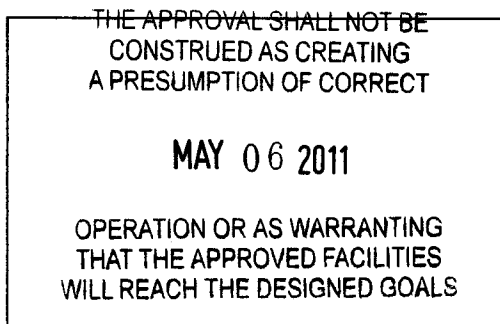 THE APPROVAL SHALL NOT BE
CONSTRUED AS CREATING
A PRESUMPTION OF CORRECT
MAY 06 2011
OPERATION OR AS WARRANTING
THAT THE APPROVED FACILITIES
WILL REACH THE DESIGNED GOALS